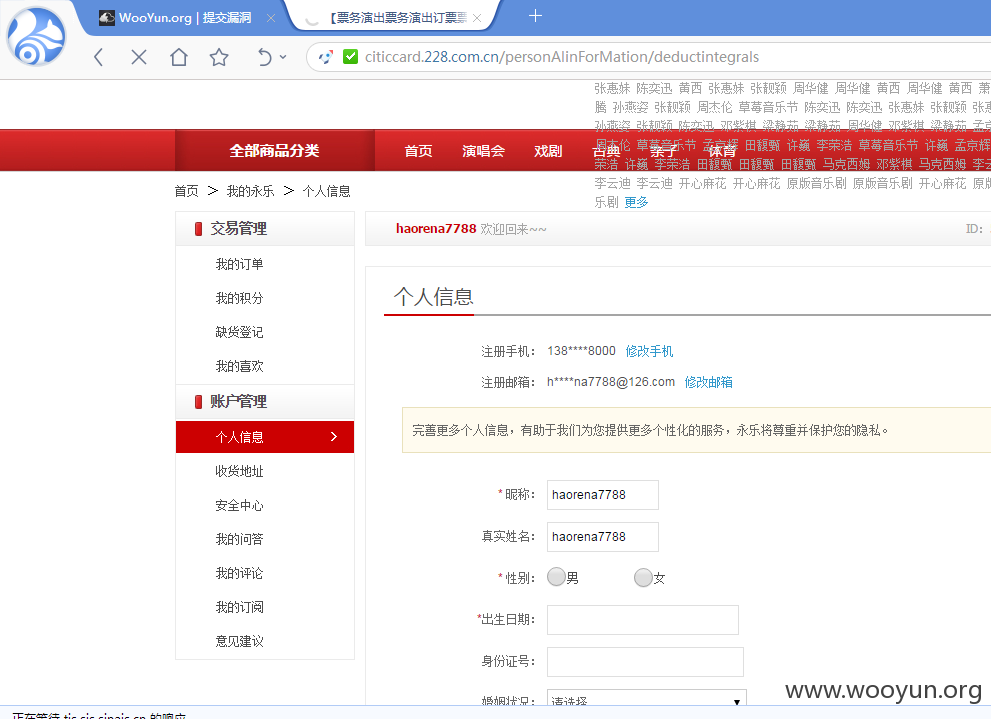 WooYun.org | 提交漏洞
【票务演出票务演出订票票
citiccard.228.com.cn/personAlinForMation/deductintegrals
张惠妹 陈奕迅 黄西 张惠妹 张靓颖 周华健 周华健 黄西 周华健 黄西 萧
腾 孙燕姿 张靓颖 周杰伦 草莓音乐节 陈奕迅 陈奕迅 张惠妹 张靓颖 张惠
孙燕姿 张靓颖 陈奕迅 邓紫棋 梁静茹 梁静茹 周华健 邓紫棋 梁静茹 孟京
周杰伦 草莓音乐节 孟京辉 田馥甄 许巍 李荣浩 草莓音乐节 许巍 孟京辉
荣浩 许巍 李荣浩 田馥甄 田馥甄 田馥甄 马克西姆 邓紫棋 马克西姆 李云
李云迪 李云迪 开心麻花 开心麻花 原版音乐剧 原版音乐剧 开心麻花 原版
乐剧 更多
全部商品分类 首页 演唱会 戏剧 古典 亲子 体育
首页 > 我的永乐 > 个人信息
交易管理
我的订单
我的积分
缺货登记
我的喜欢
账户管理
个人信息
收货地址
安全中心
我的问答
我的评论
我的订阅
意见建议
haorena7788 欢迎回来~~ ID:
个人信息
注册手机: 138****8000 修改手机
注册邮箱: h****na7788@126.com 修改邮箱
完善更多个人信息，有助于我们为您提供更多个性化的服务，永乐将尊重并保护您的隐私。
*昵称: haorena7788
真实姓名: haorena7788
*性别: 男 女
*出生日期:
身份证号:
婚姻状况: 请选择
www.wooyun.org